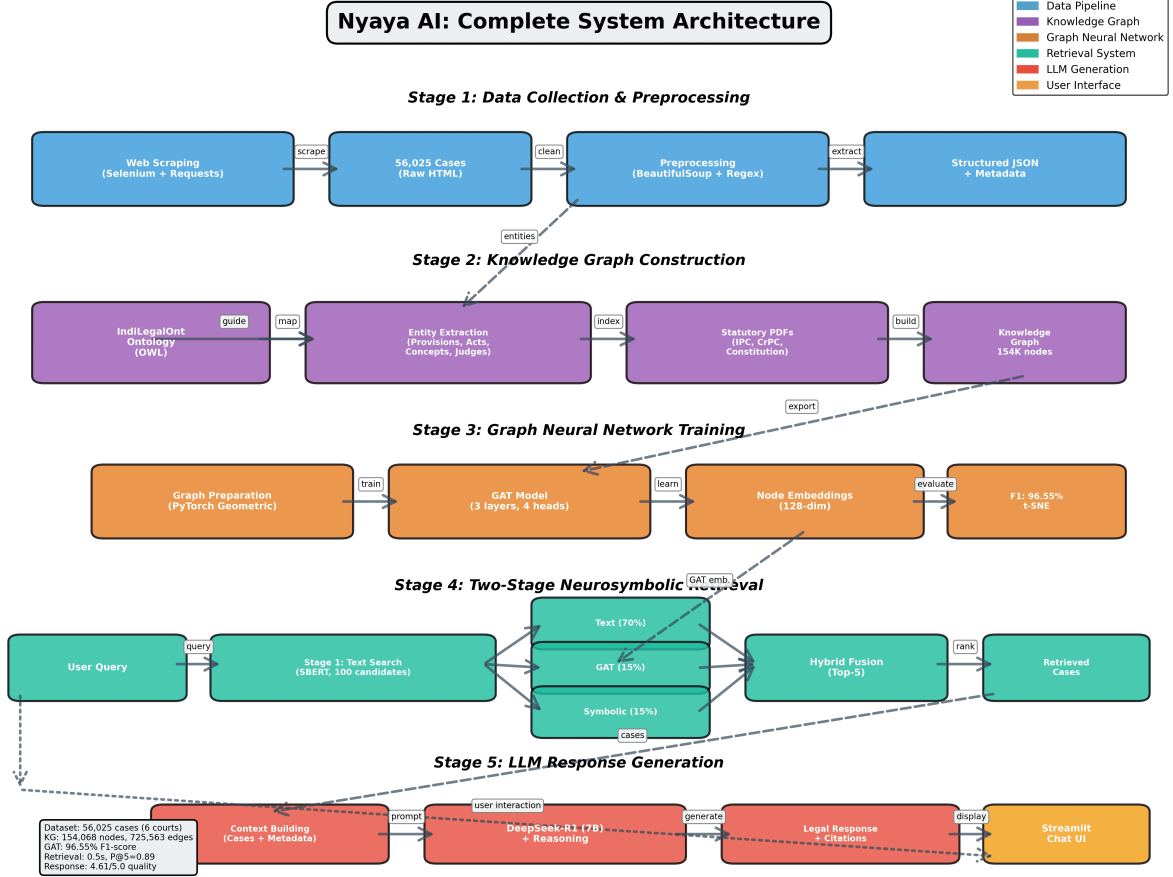 Nyaya AI: Complete System Architecture
Data Pipeline
Knowledge Graph
Graph Neural Network
Retrieval System
LLM Generation
User Interface
Stage 1: Data Collection & Preprocessing
Web Scraping
(Selenium + Requests)
scrape
56,025 Cases
(Raw HTML)
clean
Preprocessing
(BeautifulSoup + Regex)
extract
Structured JSON
+ Metadata
entities
Stage 2: Knowledge Graph Construction
IndiLegalOnt
Ontology
(OWL)
guide
map
Entity Extraction
(Provisions, Acts,
Concepts, Judges)
index
Statutory PDFs
(IPC, CrPC,
Constitution)
build
Knowledge
Graph
154K nodes
export
Stage 3: Graph Neural Network Training
Graph Preparation
(PyTorch Geometric)
train
GAT Model
(3 layers, 4 heads)
learn
Node Embeddings
(128-dim)
evaluate
F1: 96.55%
t-SNE
GAT emb.
Stage 4: Two-Stage Neurosymbolic Retrieval
User Query
query
Stage 1: Text Search
(SBERT, 100 candidates)
Text (70%)
GAT (15%)
Symbolic (15%)
Hybrid Fusion
(Top-5)
rank
Retrieved
Cases
cases
Stage 5: LLM Response Generation
user interaction
Context Building
(Cases + Metadata)
prompt
DeepSeek-R1 (7B)
+ Reasoning
generate
Legal Response
+ Citations
display
Streamlit
Chat UI
Dataset: 56,025 cases (6 courts)
KG: 154,068 nodes, 725,563 edges
GAT: 96.55% F1-score
Retrieval: 0.5s, P@5=0.89
Response: 4.61/5.0 quality